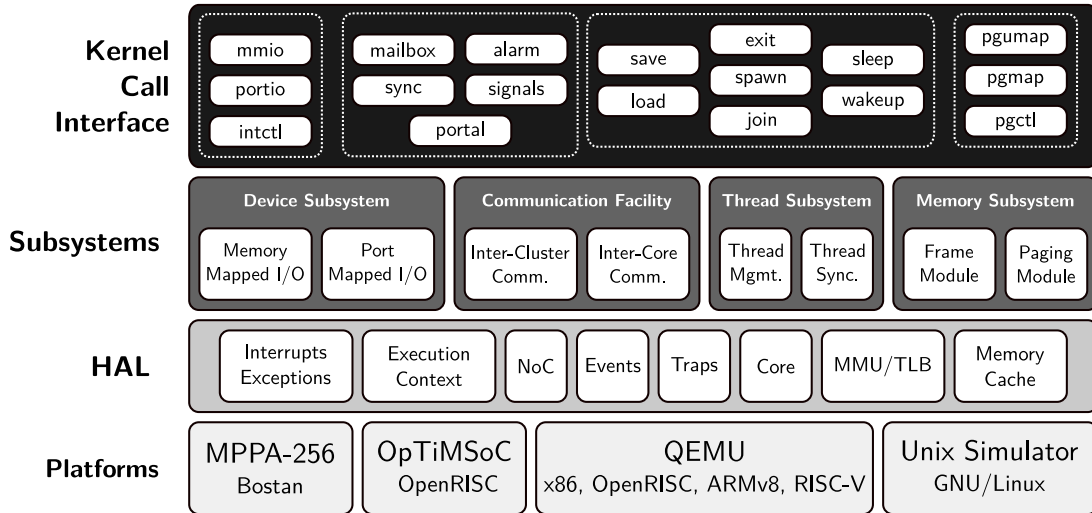 Kernel
Call
Interface
mmio
portio
intctl
mailbox
alarm
sync
signals
portal
save
load
exit
spawn
join
sleep
wakeup
pgumap
pgmap
pgctl
Subsystems
Device Subsystem
Memory
Mapped I/O
Port
Mapped I/O
Communication Facility
Inter-Cluster
Comm.
Inter-Core
Comm.
Thread Subsystem
Thread
Mgmt.
Thread
Sync.
Memory Subsystem
Frame
Module
Paging
Module
HAL
Interrupts
Exceptions
Execution
Context
NoC
Events
Traps
Core
MMU/TLB
Memory
Cache
Platforms
MPPA-256
Bostan
OpTiMSoC
OpenRISC
QEMU
x86, OpenRISC, ARMv8, RISC-V
Unix Simulator
GNU/Linux